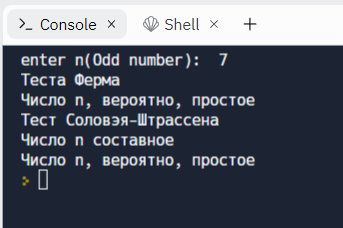 Console × Shell × +
enter n(Odd number):  7
Теста Ферма
Число n, вероятно, простое
Тест Соловэя-Штрассена
Число n составное
Число n, вероятно, простое
>